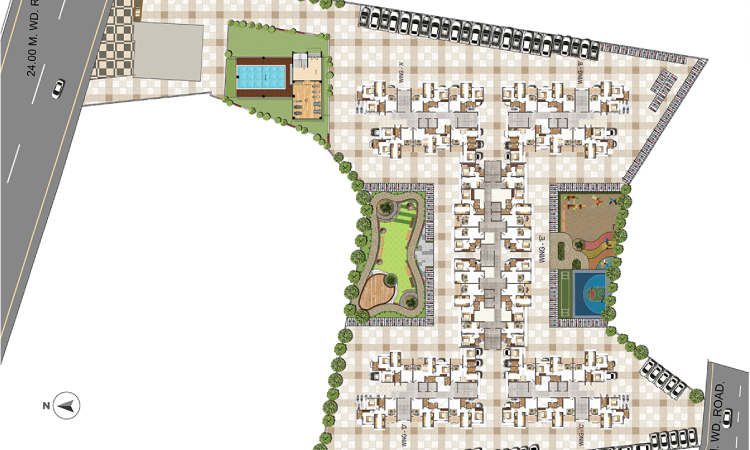 24.00 M. WD. R
WING -'A'
WING -'B'
WING - 'E'
N
WING -'D'
WING -'C'
. WD. ROAD.